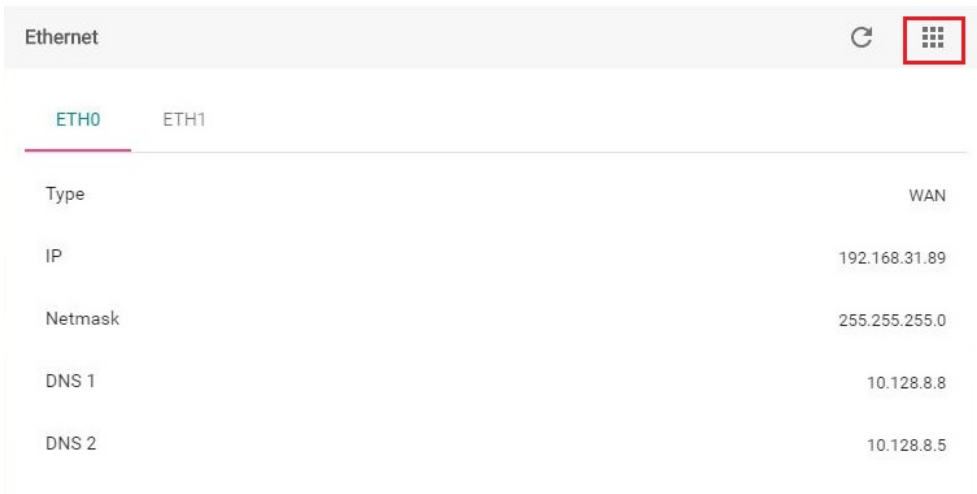 Ethernet
ETH0 ETH1
Type WAN
IP 192.168.31.89
Netmask 255.255.255.0
DNS 1 10.128.8.8
DNS 2 10.128.8.5